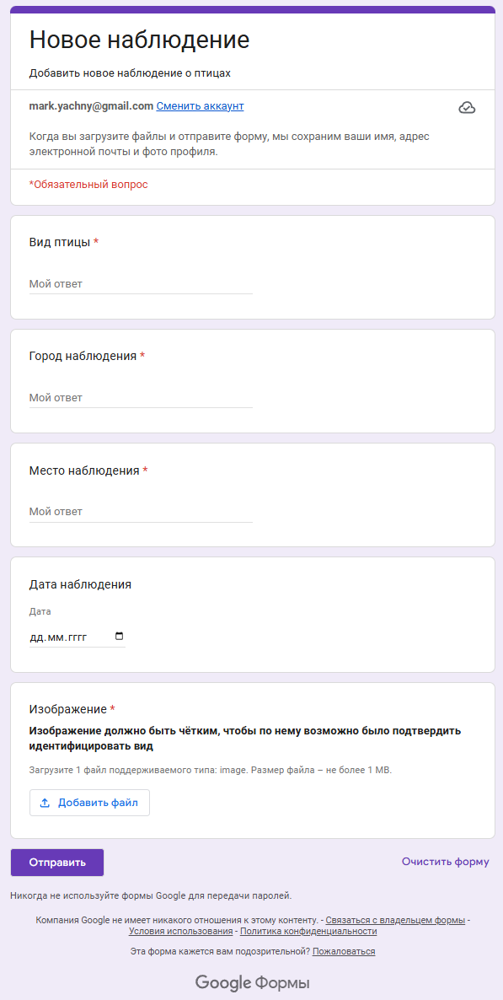 Новое наблюдение
Добавить новое наблюдение о птицах
mark.yachny@gmail.com Сменить аккаунт
Когда вы загрузите файлы и отправите форму, мы сохраним ваши имя, адрес
электронной почты и фото профиля.
*Обязательный вопрос
Вид птицы *
Мой ответ
Город наблюдения *
Мой ответ
Место наблюдения *
Мой ответ
Дата наблюдения
Дата
дд.мм.гггг
Изображение *
Изображение должно быть чётким, чтобы по нему возможно было подтвердить
идентифицировать вид
Загрузите 1 файл поддерживаемого типа: image. Размер файла – не более 1 MB.
Добавить файл
Отправить
Очистить форму
Никогда не используйте формы Google для передачи паролей.
Компания Google не имеет никакого отношения к этому контенту. - Связаться с владельцем формы -
Условия использования - Политика конфиденциальности
Эта форма кажется вам подозрительной? Пожаловаться
Google Формы